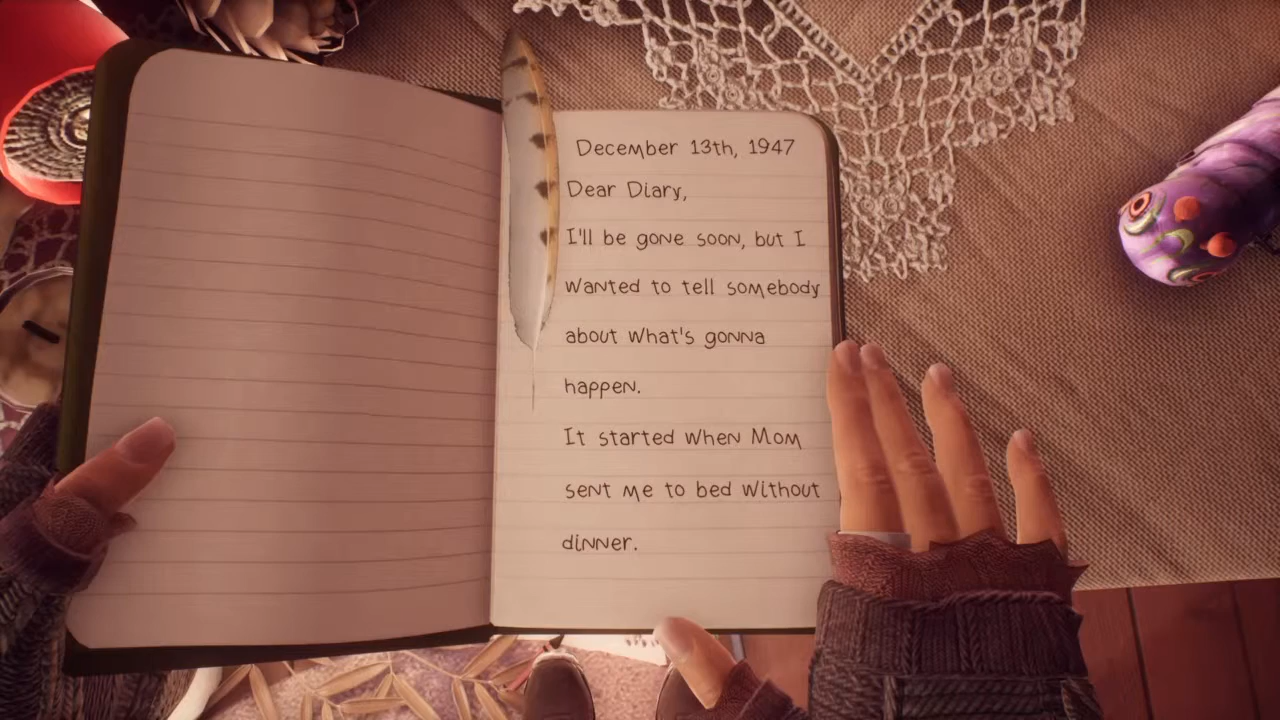 December 13th, 1947
Dear Diary,
I'll be gone soon, but I
wanted to tell somebody
about what's gonna
happen.
It started when Mom
sent me to bed without
dinner.